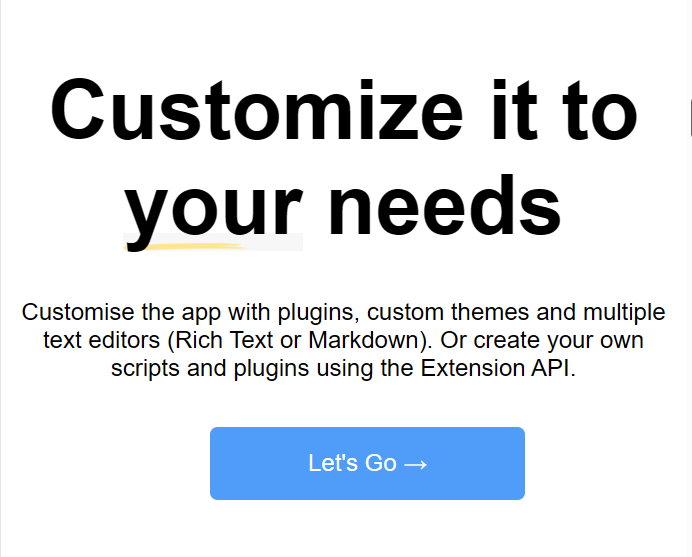 Customize it to
your needs
Customise the app with plugins, custom themes and multiple
text editors (Rich Text or Markdown). Or create your own
scripts and plugins using the Extension API.
Let's Go →